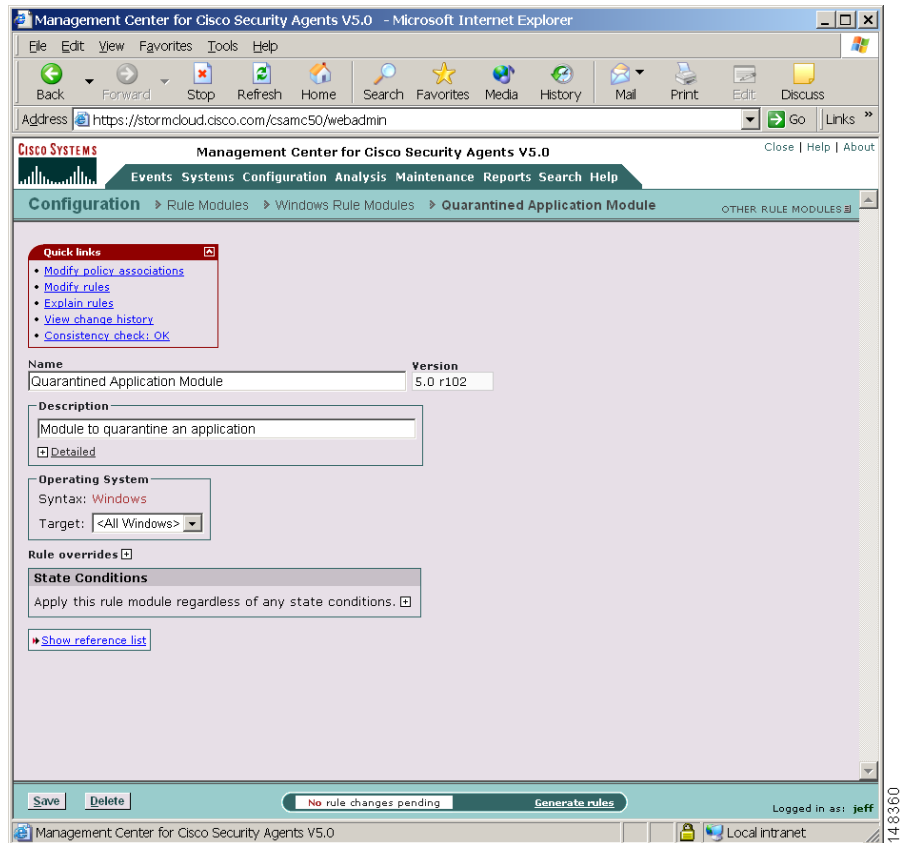 Management Center for Cisco Security Agents V5.0 - Microsoft Internet Explorer
File Edit View Favorites Tools Help
Back Forward Stop Refresh Home Search Favorites Media History Mail Print Edit Discuss
Address https://stormcloud.cisco.com/csamc50/webadmin Go Links »
CISCO SYSTEMS Management Center for Cisco Security Agents V5.0 Close | Help | About
Events Systems Configuration Analysis Maintenance Reports Search Help
Configuration Rule Modules Windows Rule Modules Quarantined Application Module OTHER RULE MODULES
Quick links
• Modify policy associations
• Modify rules
• Explain rules
• View change history
• Consistency check: OK
Name Version
Quarantined Application Module 5.0 r102
Description
Module to quarantine an application
+ Detailed
Operating System
Syntax: Windows
Target: <All Windows>
Rule overrides +
State Conditions
Apply this rule module regardless of any state conditions. +
Show reference list
Save Delete No rule changes pending Generate rules Logged in as: jeff
Management Center for Cisco Security Agents V5.0 Local intranet
148360